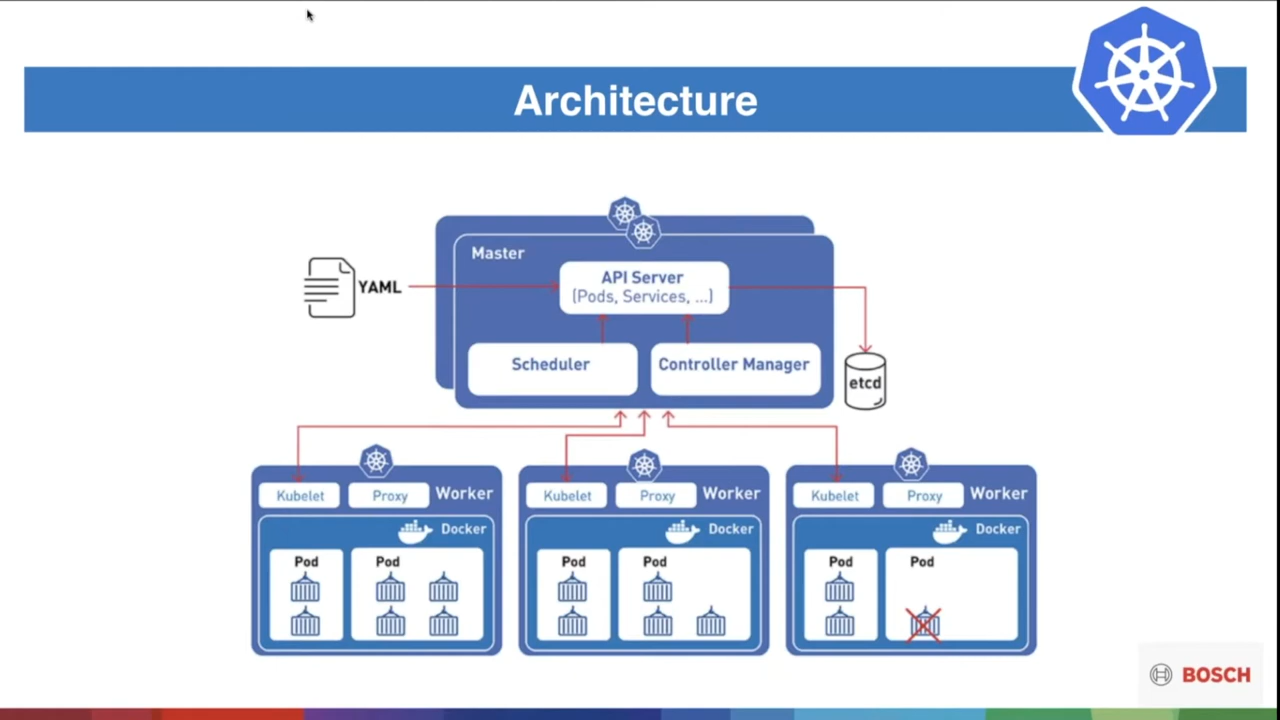 Architecture
Master
API Server
(Pods, Services, ...)
YAML
Scheduler
Controller Manager
etcd
Kubelet
Proxy
Worker
Docker
Pod
Pod
Kubelet
Proxy
Worker
Docker
Pod
Pod
Kubelet
Proxy
Worker
Docker
Pod
Pod
BOSCH